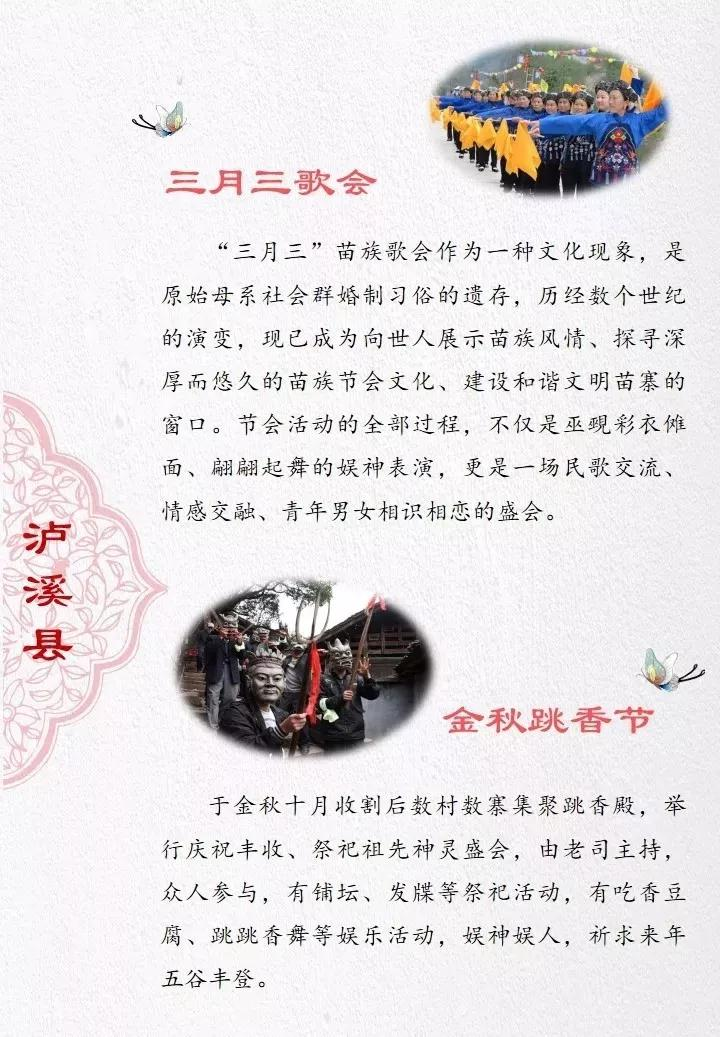 三月三歌会
“三月三”苗族歌会作为一种文化现象，是
原始母系社会群婚制习俗的遗存，历经数个世纪
的演变，现已成为向世人展示苗族风情、探寻深
厚而悠久的苗族节会文化、建设和谐文明苗寨的
窗口。节会活动的全部过程，不仅是巫觋彩衣傩
面、翩翩起舞的娱神表演，更是一场民歌交流、
情感交融、青年男女相识相恋的盛会。
泸溪县
金秋跳香节
于金秋十月收割后数村数寨集聚跳香殿，举
行庆祝丰收、祭祀祖先神灵盛会，由老司主持，
众人参与，有铺坛、发牒等祭祀活动，有吃香豆
腐、跳跳香舞等娱乐活动，娱神娱人，祈求来年
五谷丰登。